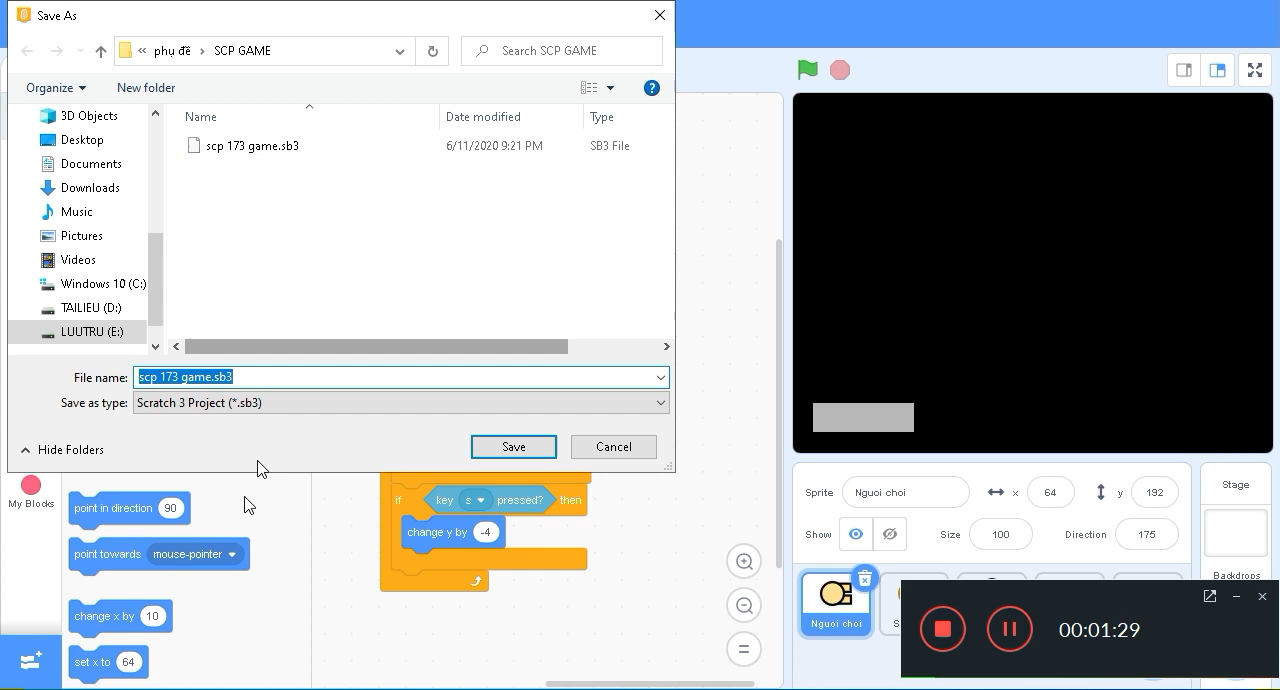 Save As
« phụ đề › SCP GAME
Search SCP GAME
Organize
New folder
?
3D Objects
Desktop
Documents
Downloads
Music
Pictures
Videos
Windows 10 (C:)
TAILIEU (D:)
LUUTRU (E:)
Name
Date modified
Type
scp 173 game.sb3
6/11/2020 9:21 PM
SB3 File
File name:
scp 173 game.sb3
Save as type:
Scratch 3 Project (*.sb3)
Hide Folders
Save
Cancel
My Blocks
point in direction 90
point towards mouse-pointer
change x by 10
set x to 64
if key s pressed? then
change y by -4
Sprite
Nguoi choi
x
64
y
192
Show
Size
100
Direction
175
Nguoi choi
Stage
Backdrops
00:01:29